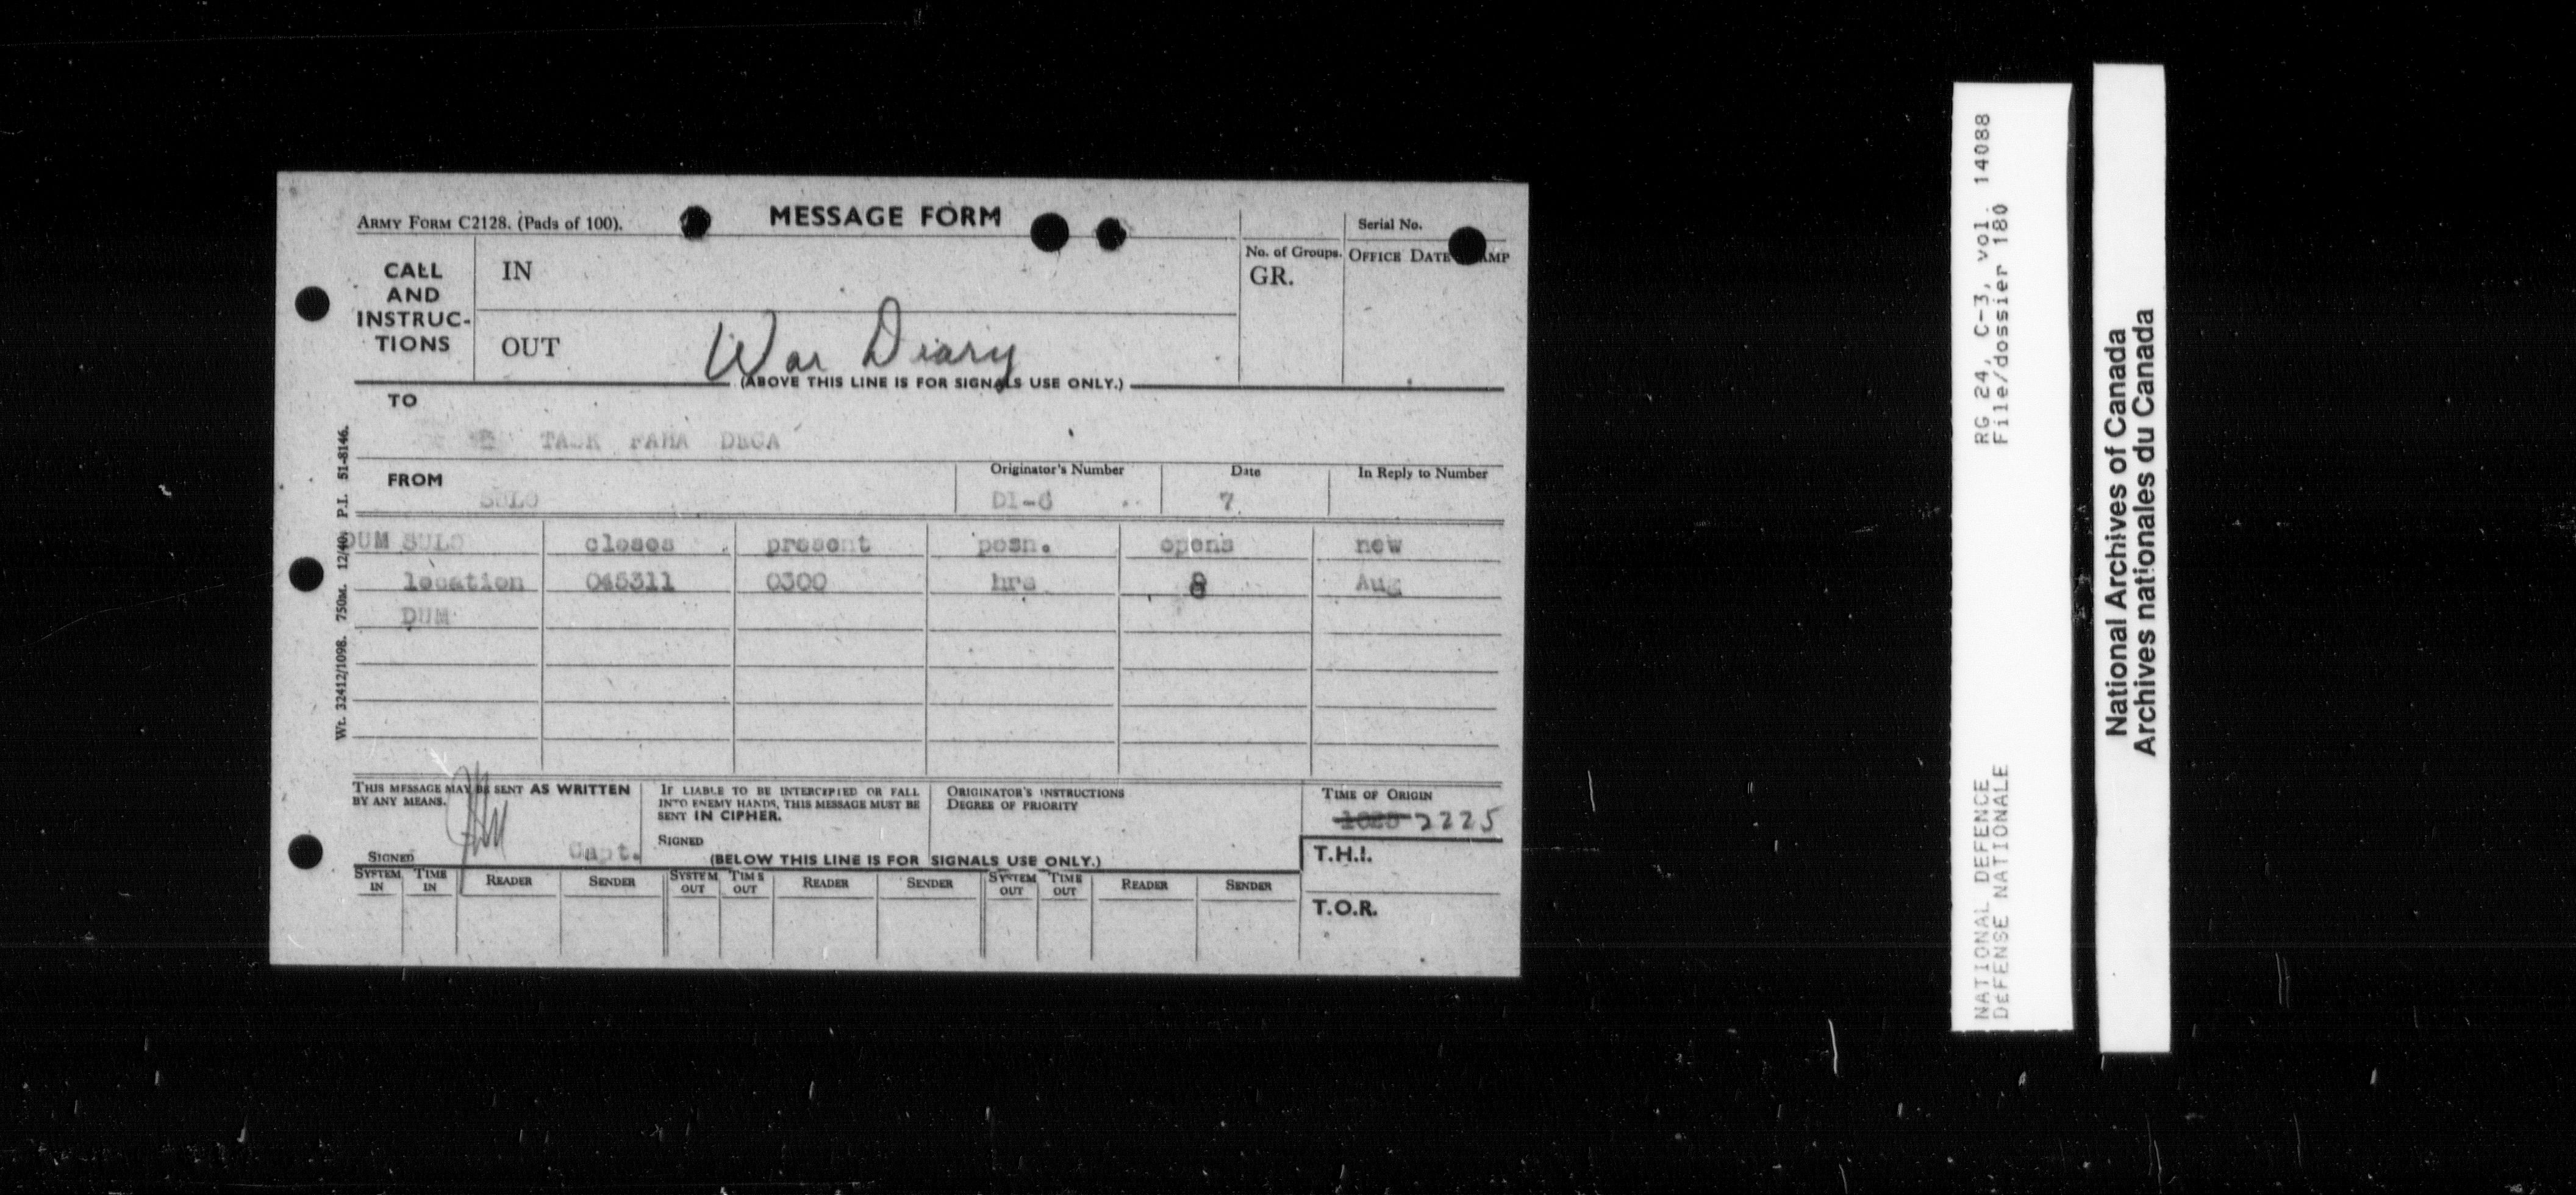 ARMY FORM C2128. (Pads of 100).
MESSAGE FORM
Serial No.
CALL AND INSTRUC-TIONS
IN
No. of Groups.
GR.
OFFICE DATE AMP
OUT
War Diary
(ABOVE THIS LINE IS FOR SIGNALS USE ONLY.)
TO
TASK FAHA DECA
FROM
Originator's Number
Date
In Reply to Number
SULO
D1-6
7
DUM SULO closes present posn. opens new
location 045311 0300 hrs 8 Aug
DUM
Wt. 32412/1098. 750M. 12/40. P.I. 51-8146.
THIS MESSAGE MAY BE SENT AS WRITTEN
BY ANY MEANS.
SIGNED
Capt.
IF LIABLE TO BE INTERCEPTED OR FALL
INTO ENEMY HANDS, THIS MESSAGE MUST BE
SENT IN CIPHER.
SIGNED
ORIGINATOR'S INSTRUCTIONS
DEGREE OF PRIORITY
TIME OF ORIGIN
2225
(BELOW THIS LINE IS FOR SIGNALS USE ONLY.)
T.H.I.
SYSTEM IN TIME IN READER SENDER SYSTEM OUT TIME OUT READER SENDER SYSTEM OUT TIME OUT READER SENDER
T.O.R.
NATIONAL DEFENCE RG 24, C-3, vol. 14088
DéFENSE NATIONALE File/dossier 180
National Archives of Canada
Archives nationales du Canada